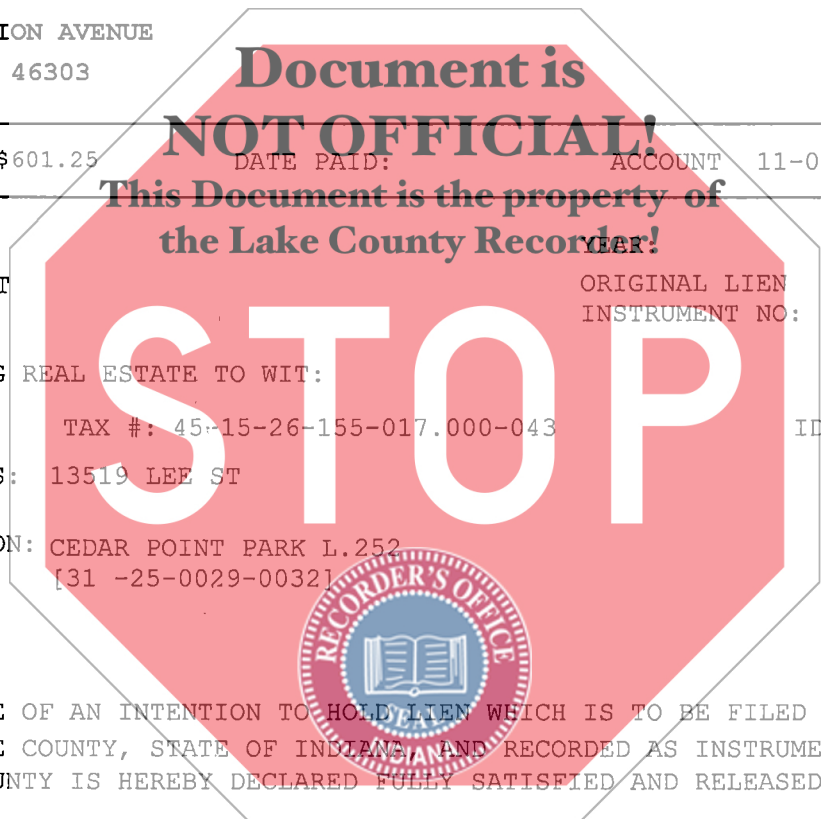 ION AVENUE
46303
Document is
NOT OFFICIAL!
$601.25 DATE PAID: ACCOUNT 11-0
This Document is the property of
the Lake County Recorder!
YEAR:
T ORIGINAL LIEN
INSTRUMENT NO:
STOP
G REAL ESTATE TO WIT:
TAX #: 45-15-26-155-017.000-043 ID
S: 13519 LEE ST
ON: CEDAR POINT PARK L.252
[31 -25-0029-0032]
RECORDER'S OFFICE
SEAL
INDIANA
E OF AN INTENTION TO HOLD LIEN WHICH IS TO BE FILED
E COUNTY, STATE OF INDIANA, AND RECORDED AS INSTRUME
UNTY IS HEREBY DECLARED FULLY SATISFIED AND RELEASED